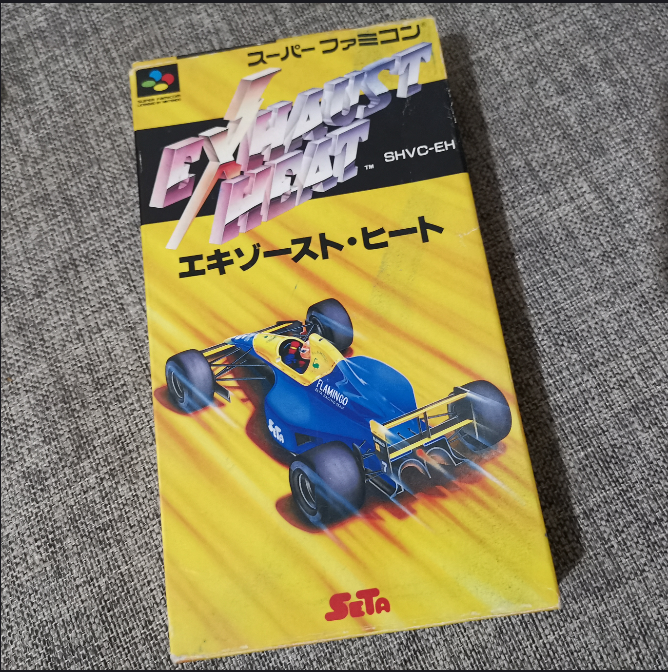 スーパー ファミコン
EXHAUST
HEAT
™
SHVC-EH
エキゾースト・ヒート
FLAMINGO
SETA
SETA